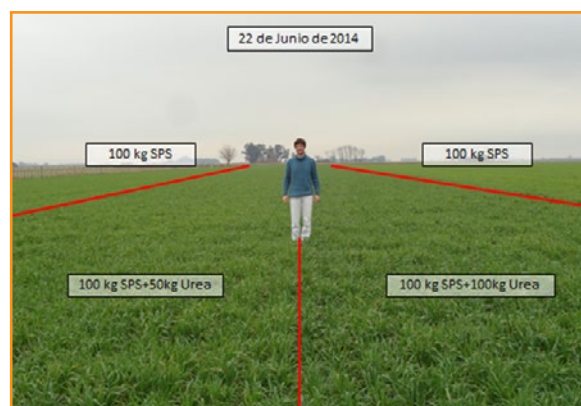 22 de Junio de 2014
100 kg SPS
100 kg SPS
100 kg SPS+50kg Urea
100 kg SPS+100kg Urea